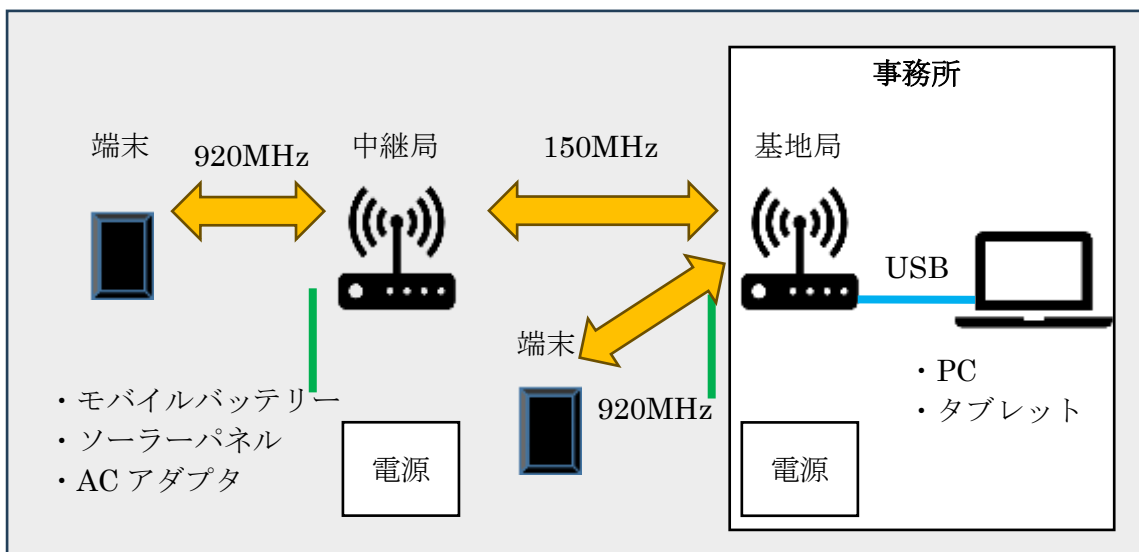 事務所
端末
920MHz
中継局
150MHz
基地局
USB
端末
920MHz
・PC
・タブレット
・モバイルバッテリー
・ソーラーパネル
・AC アダプタ
電源
電源